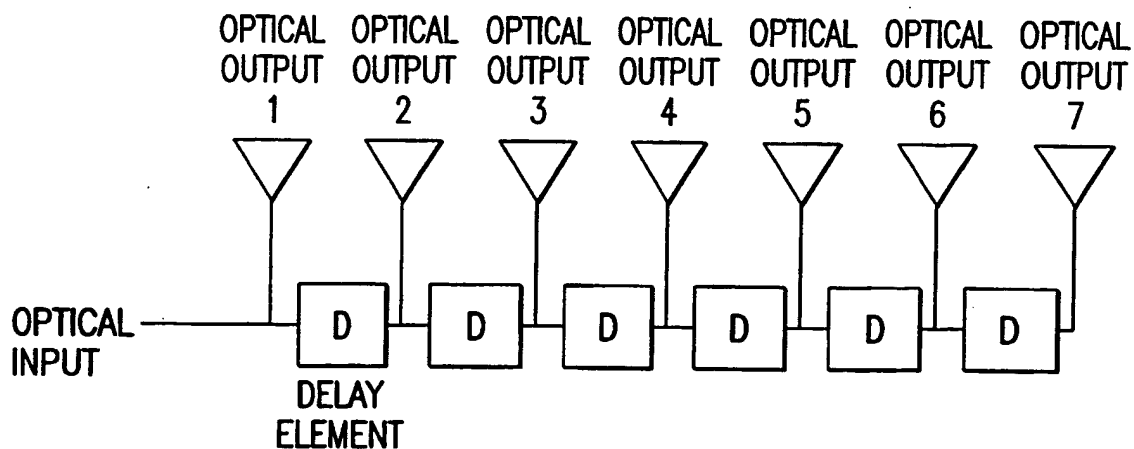 OPTICAL OPTICAL OPTICAL OPTICAL OPTICAL OPTICAL OPTICAL
OUTPUT OUTPUT OUTPUT OUTPUT OUTPUT OUTPUT OUTPUT
1 2 3 4 5 6 7
OPTICAL
INPUT
D D D D D D
DELAY
ELEMENT